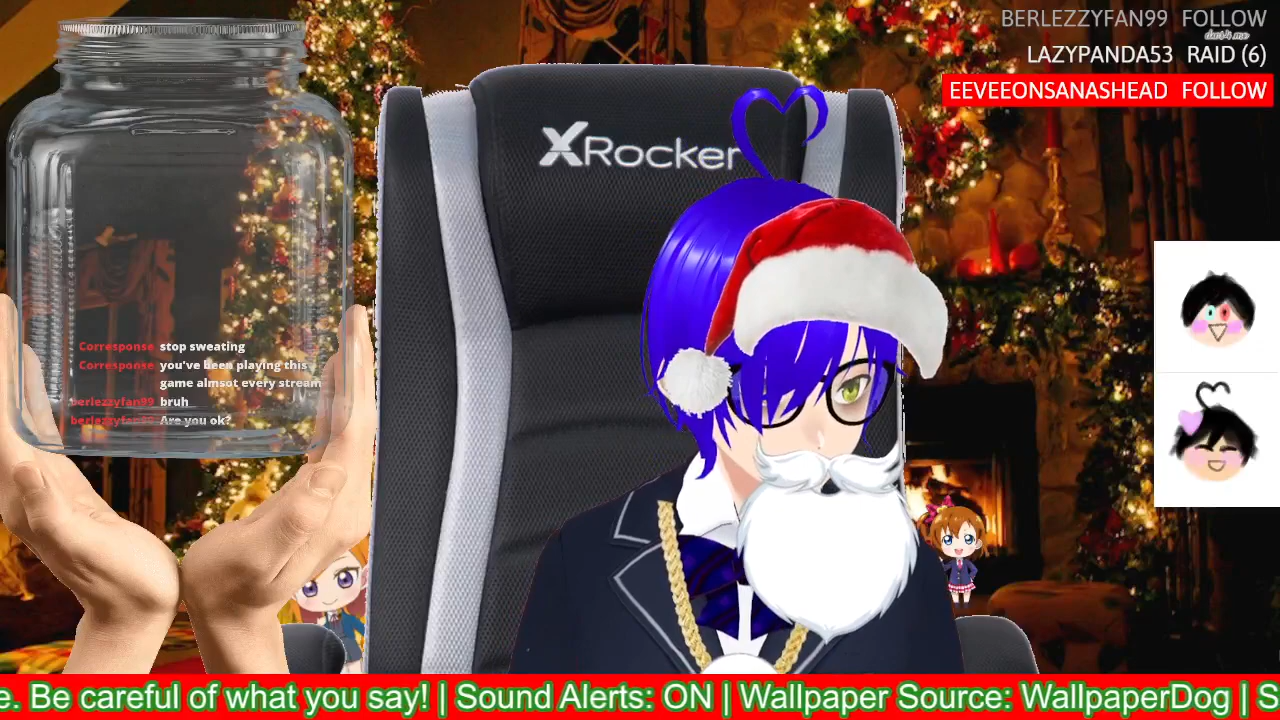 BERLEZZYFAN99 FOLLOW
LAZYPANDA53 RAID (6)
EEVEEONSANASHEAD FOLLOW
XRocker
Corresponse stop sweating
Corresponse you've been playing this
game almsot every stream
berlezzyfan99 bruh
berlezzyfan99 Are you ok?
e. Be careful of what you say! | Sound Alerts: ON | Wallpaper Source: WallpaperDog | S